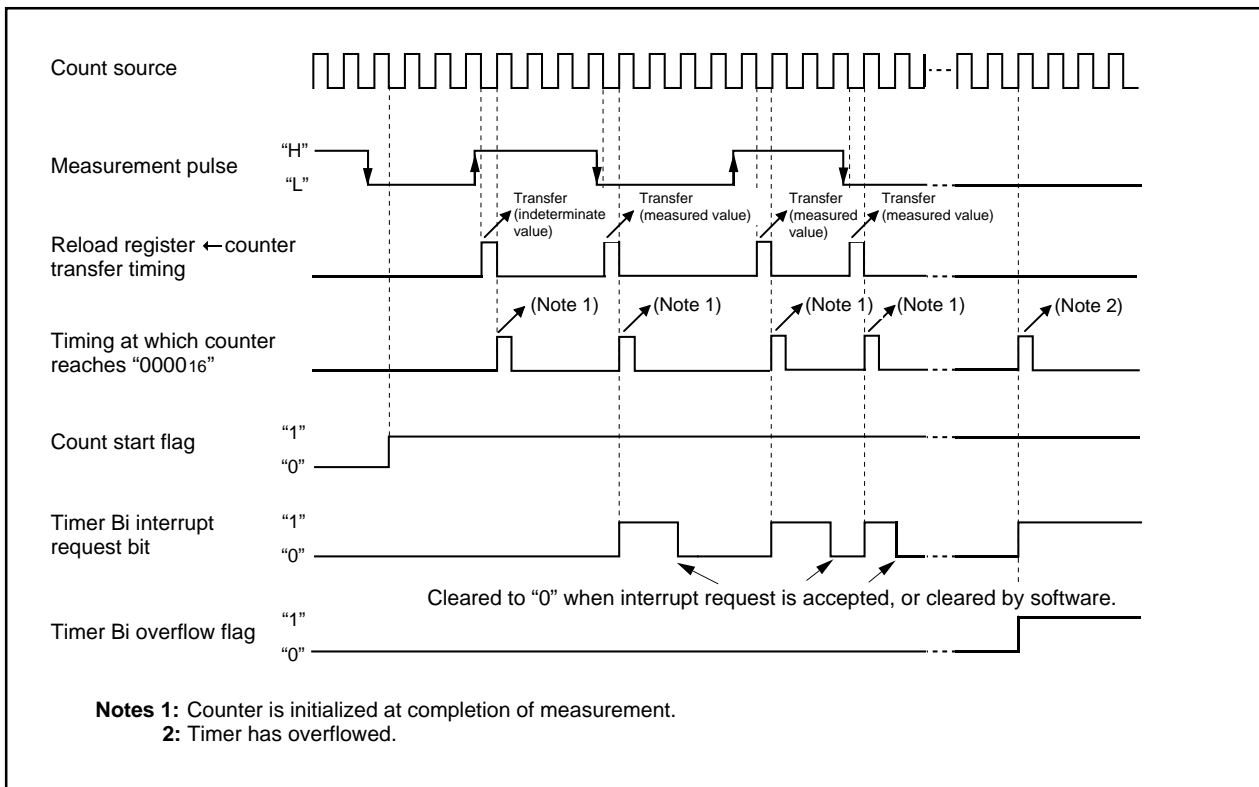 Count source
Measurement pulse
“H”
“L”
Transfer
(indeterminate
value)
Transfer
(measured value)
Transfer
(measured
value)
Transfer
(measured value)
Reload register ←counter
transfer timing
(Note 1)
(Note 1)
(Note 1)
(Note 1)
(Note 2)
Timing at which counter
reaches “000016”
Count start flag
“1”
“0”
Timer Bi interrupt
request bit
“1”
“0”
Cleared to “0” when interrupt request is accepted, or cleared by software.
Timer Bi overflow flag
“1”
“0”
Notes 1: Counter is initialized at completion of measurement.
2: Timer has overflowed.